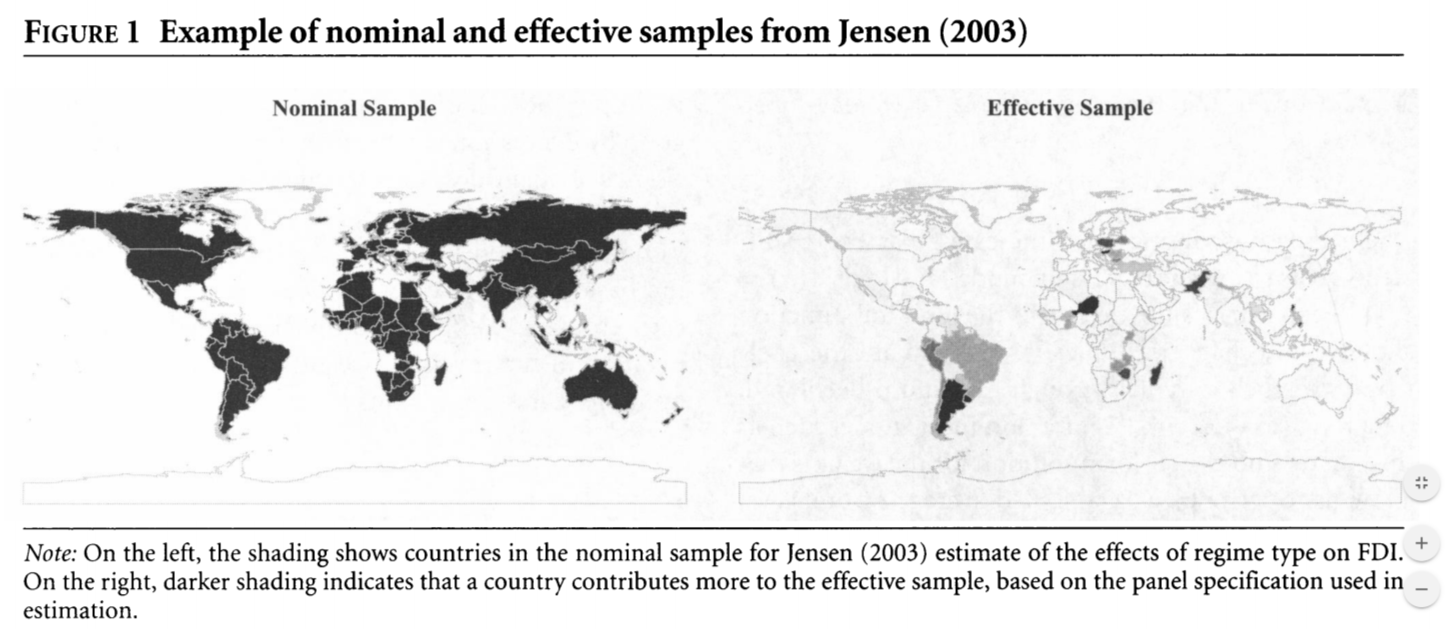 FIGURE 1 Example of nominal and effective samples from Jensen (2003)
Nominal Sample
Effective Sample
Note: On the left, the shading shows countries in the nominal sample for Jensen (2003) estimate of the effects of regime type on FDI.
On the right, darker shading indicates that a country contributes more to the effective sample, based on the panel specification used in
estimation.